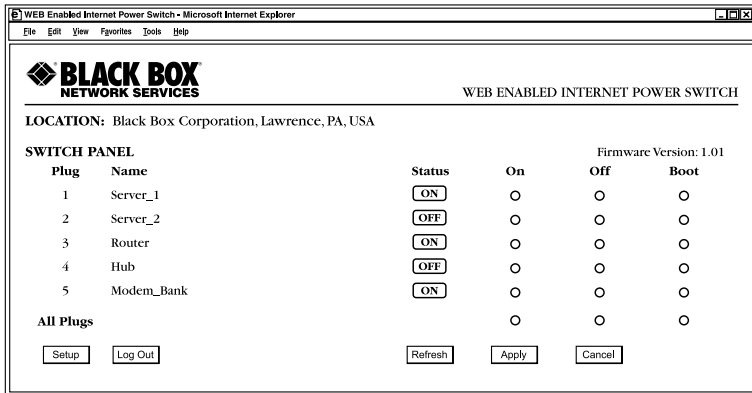 WEB Enabled Internet Power Switch - Microsoft Internet Explorer
File Edit View Favorites Tools Help
BLACK BOX
NETWORK SERVICES
WEB ENABLED INTERNET POWER SWITCH
LOCATION: Black Box Corporation, Lawrence, PA, USA
SWITCH PANEL Firmware Version: 1.01
Plug Name Status On Off Boot
1 Server_1 ON
2 Server_2 OFF
3 Router ON
4 Hub OFF
5 Modem_Bank ON
All Plugs
Setup Log Out Refresh Apply Cancel